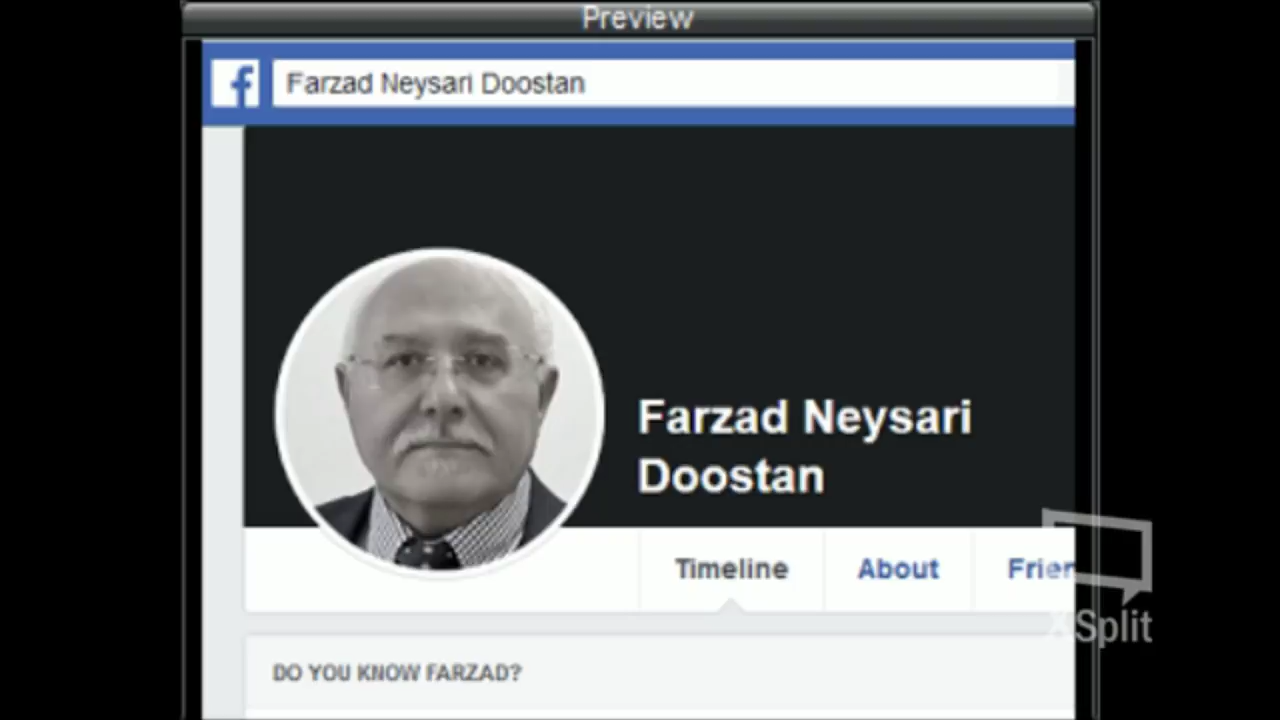 Preview
Farzad Neysari Doostan
Farzad Neysari
Doostan
Timeline About Frien
XSplit
DO YOU KNOW FARZAD?